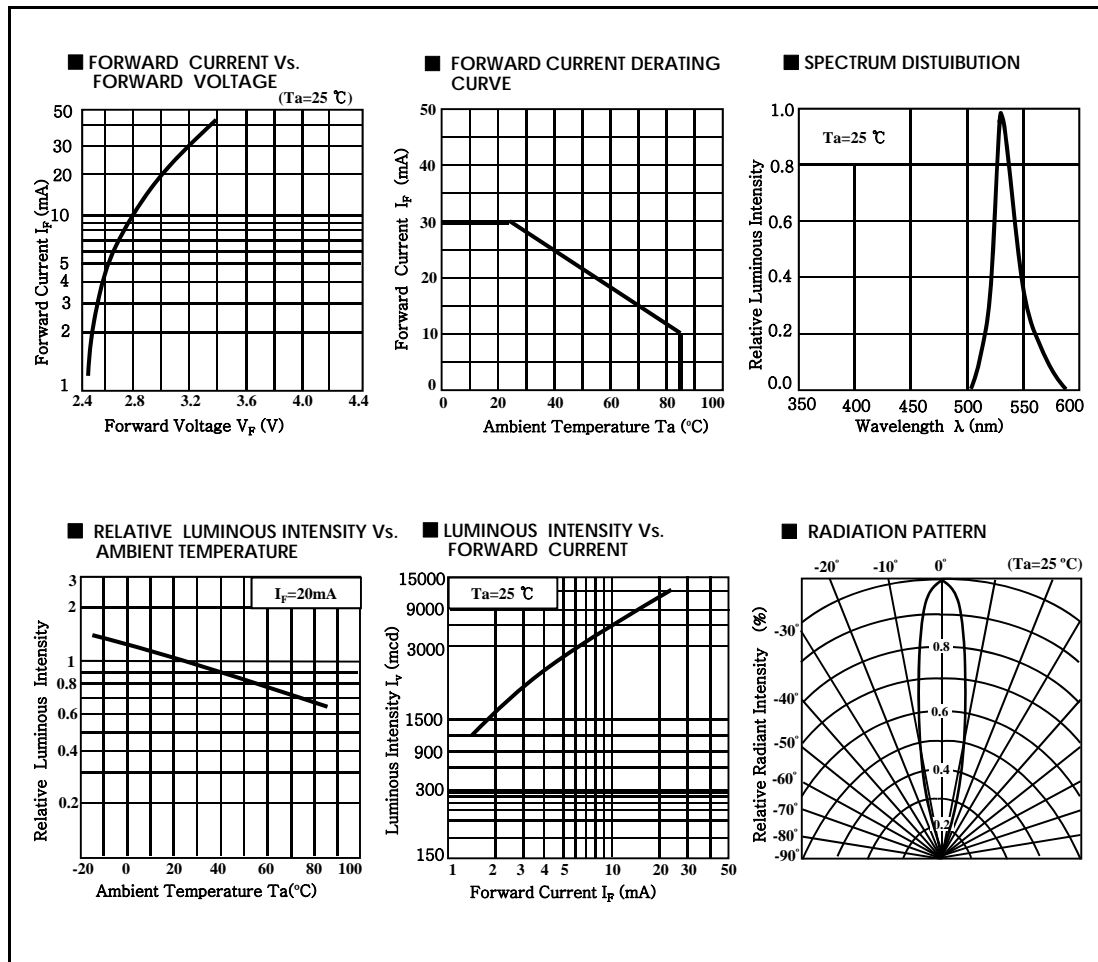 ■ FORWARD CURRENT Vs.
FORWARD VOLTAGE
(Ta=25 ℃)
50
30
20
10
5
4
3
2
1
Forward Current IF (mA)
2.4 2.8 3.2 3.6 4.0 4.4
Forward Voltage VF (V)
■ FORWARD CURRENT DERATING
CURVE
50
40
30
20
10
0
Forward Current IF (mA)
0 20 40 60 80 100
Ambient Temperature Ta (°C)
■ SPECTRUM DISTUIBUTION
Ta=25 ℃
1.0
0.8
0.6
0.4
0.2
0.0
Relative Luminous Intensity
350 400 450 500 550 600
Wavelength λ (nm)
■ RELATIVE LUMINOUS INTENSITY Vs.
AMBIENT TEMPERATURE
IF=20mA
3
2
1
0.8
0.6
0.4
0.2
Relative Luminous Intensity
-20 0 20 40 60 80 100
Ambient Temperature Ta(°C)
■ LUMINOUS INTENSITY Vs.
FORWARD CURRENT
Ta=25 ℃
15000
9000
3000
1500
900
300
150
Luminous Intensity Iv (mcd)
1 2 3 4 5 10 20 30 50
Forward Current IF (mA)
■ RADIATION PATTERN
-20° -10° 0° (Ta=25 °C)
-30°
-40°
-50°
-60°
-70°
-80°
-90°
0.8
0.6
0.4
0.2
Relative Radiant Intensity (%)